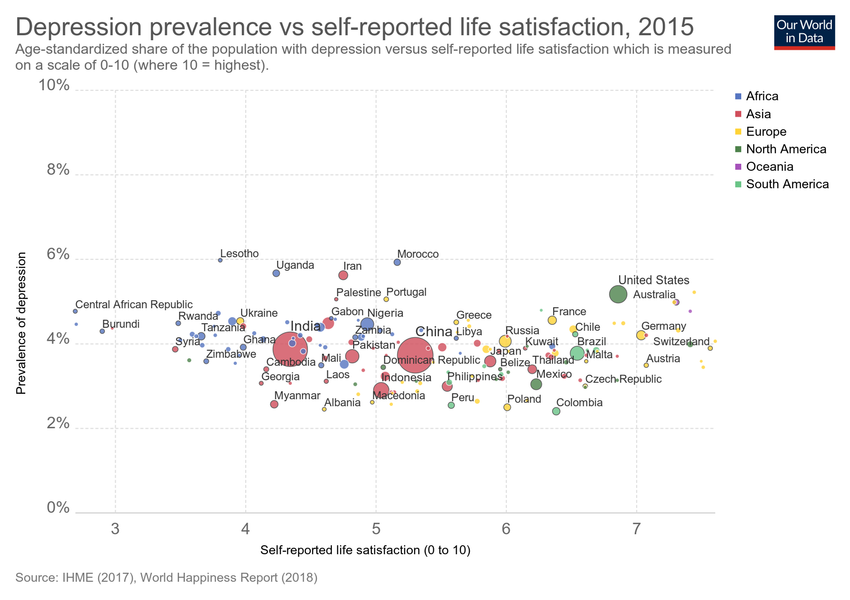 Depression prevalence vs self-reported life satisfaction, 2015
Our World
in Data
Age-standardized share of the population with depression versus self-reported life satisfaction which is measured
on a scale of 0-10 (where 10 = highest).
10%
8%
6%
4%
2%
0%
Prevalence of depression
Africa
Asia
Europe
North America
Oceania
South America
Lesotho
Uganda
Iran
Morocco
Palestine
Portugal
United States
Australia
Central African Republic
Burundi
Rwanda
Ukraine
Tanzania
Syria
Ghana
Zimbabwe
India
Gabon
Nigeria
Zambia
China
Libya
Greece
Russia
France
Chile
Germany
Switzerland
Kuwait
Brazil
Japan
Malta
Austria
Pakistan
Mali
Cambodia
Dominican Republic
Thailand
Belize
Georgia
Laos
Indonesia
Philippines
Mexico
Czech Republic
Myanmar
Albania
Macedonia
Peru
Poland
Colombia
3
4
5
6
7
Self-reported life satisfaction (0 to 10)
Source: IHME (2017), World Happiness Report (2018)